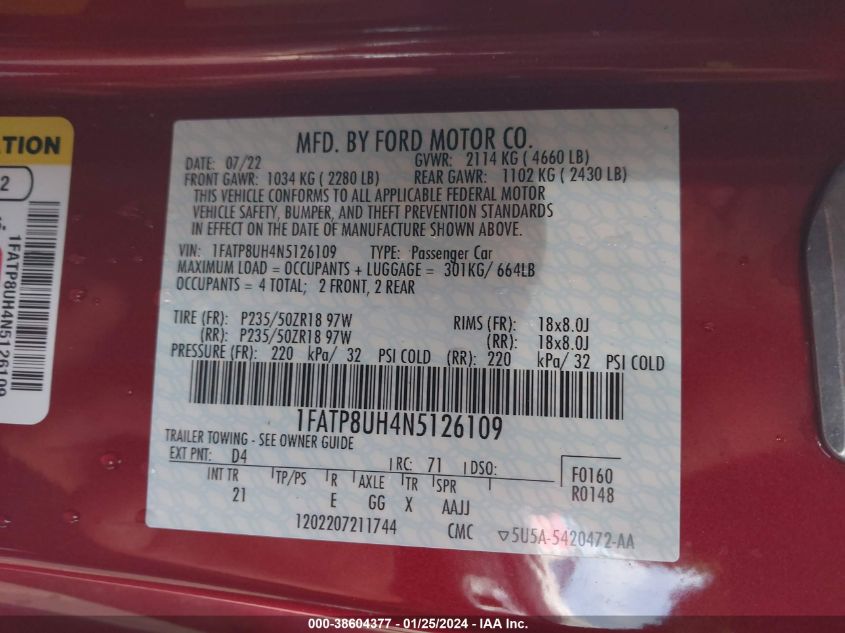 MFD. BY FORD MOTOR CO.
DATE: 07/22 GVWR: 2114 KG ( 4660 LB)
FRONT GAWR: 1034 KG ( 2280 LB) REAR GAWR: 1102 KG ( 2430 LB)
THIS VEHICLE CONFORMS TO ALL APPLICABLE FEDERAL MOTOR
VEHICLE SAFETY, BUMPER, AND THEFT PREVENTION STANDARDS
IN EFFECT ON THE DATE OF MANUFACTURE SHOWN ABOVE.
VIN: 1FATP8UH4N5126109 TYPE: Passenger Car
MAXIMUM LOAD = OCCUPANTS + LUGGAGE = 301KG/ 664LB
OCCUPANTS = 4 TOTAL; 2 FRONT, 2 REAR
TIRE (FR): P235/50ZR18 97W RIMS (FR): 18x8.0J
(RR): P235/50ZR18 97W (RR): 18x8.0J
PRESSURE (FR): 220 kPa/ 32 PSI COLD (RR): 220 kPa/ 32 PSI COLD
1FATP8UH4N5126109
TRAILER TOWING - SEE OWNER GUIDE
EXT PNT: D4 RC: 71 DSO:
INT TR TP/PS R AXLE TR SPR F0160
21 E GG X AAJJ R0148
1202207211744 CMC 5U5A-5420472-AA
TION
2
1FATP8UH4N5126109
000-38604377 - 01/25/2024 - IAA Inc.